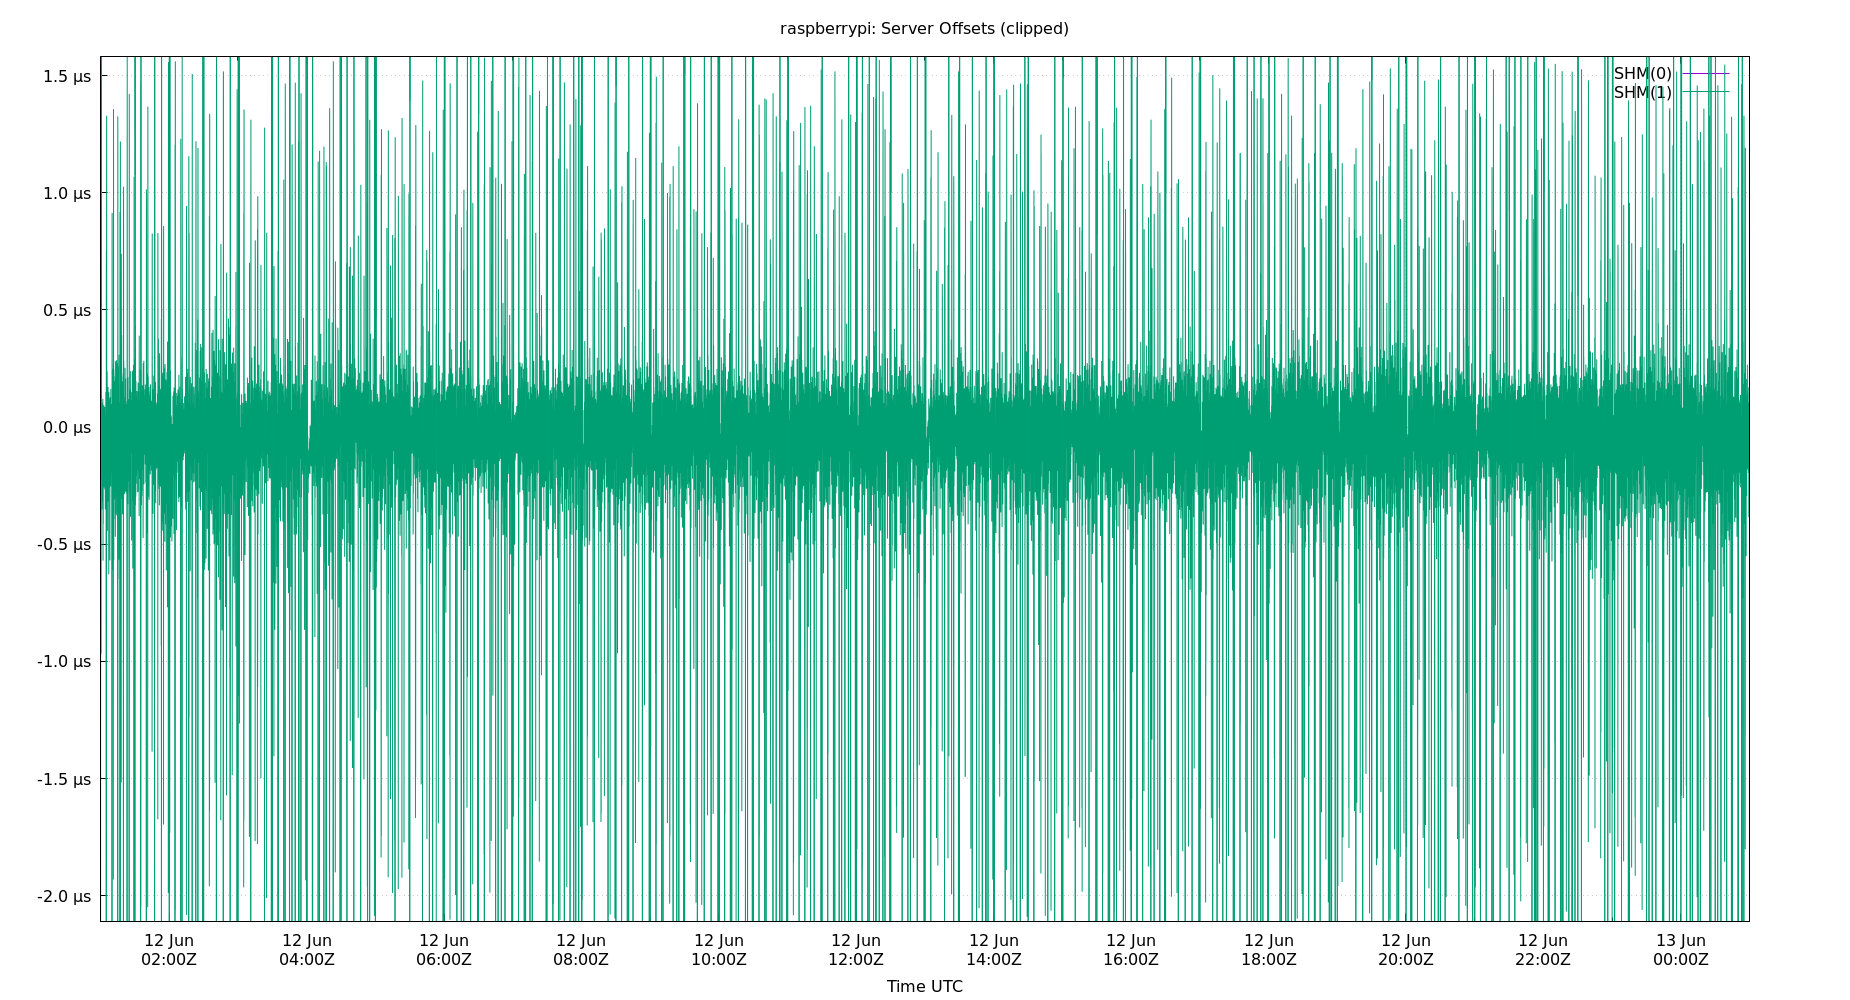 raspberrypi: Server Offsets (clipped)
SHM(0)
SHM(1)
1.5 µs
1.0 µs
0.5 µs
0.0 µs
-0.5 µs
-1.0 µs
-1.5 µs
-2.0 µs
12 Jun 12 Jun 12 Jun 12 Jun 12 Jun 12 Jun 12 Jun 12 Jun 12 Jun 12 Jun 12 Jun 13 Jun
02:00Z 04:00Z 06:00Z 08:00Z 10:00Z 12:00Z 14:00Z 16:00Z 18:00Z 20:00Z 22:00Z 00:00Z
Time UTC